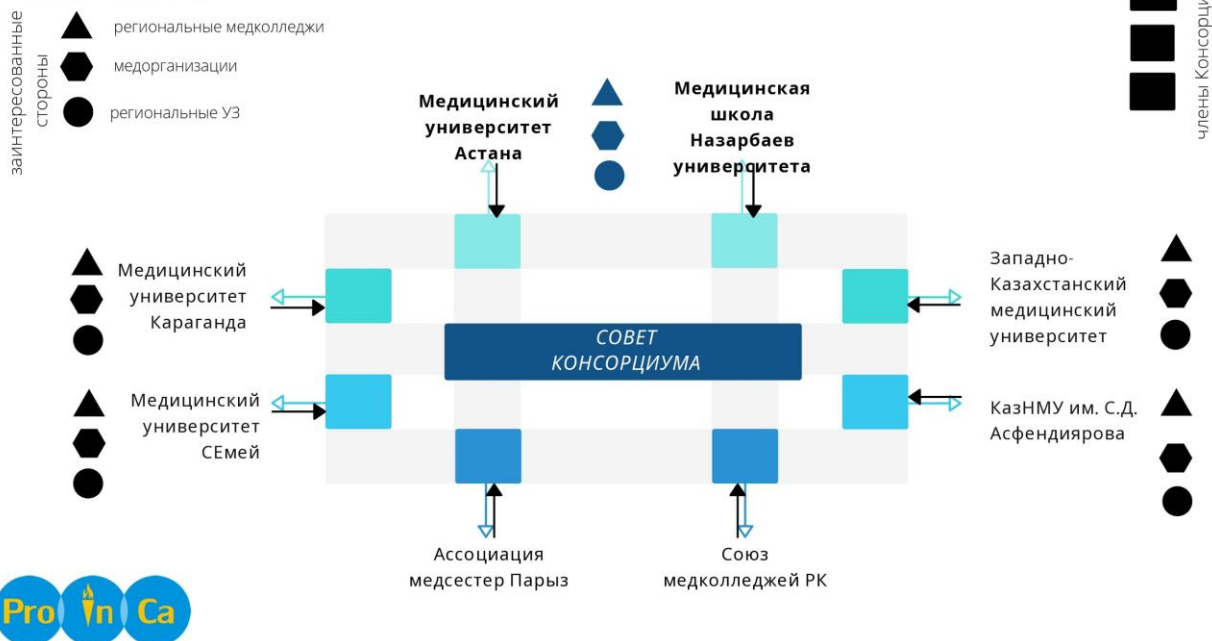 заинтересованные
стороны
региональные медколледжи
медорганизации
региональные УЗ
члены Консорци
Медицинский
университет
Астана
Медицинская
школа
Назарбаев
университета
Медицинский
университет
Караганда
Западно-
Казахстанский
медицинский
университет
СОВЕТ
КОНСОРЦИУМА
Медицинский
университет
СЕмей
КазНМУ им. С.Д.
Асфендиярова
Ассоциация
медсестер Парыз
Союз
медколледжей РК
Pro In Ca